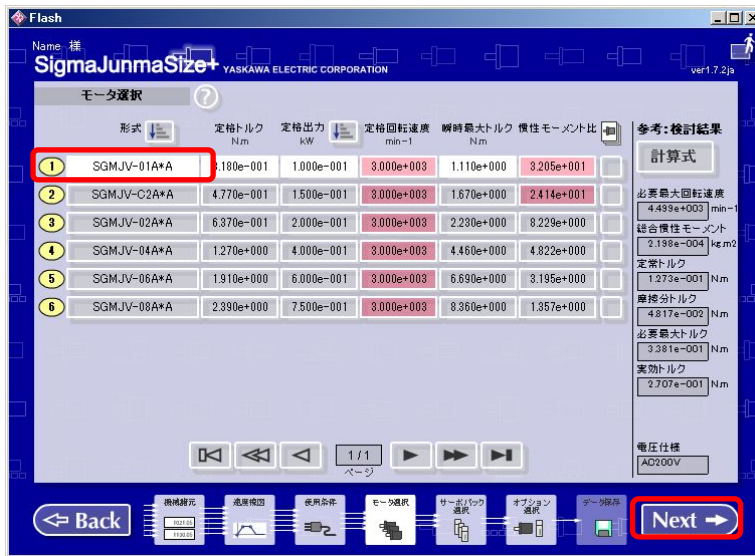 Flash
Name 様
SigmaJunmaSize+ YASKAWA ELECTRIC CORPORATION
ver1.7.2ja
モータ選択 ?
形式 定格トルク 定格出力 定格回転速度 瞬時最大トルク 慣性モーメント比
N.m kW min-1 N.m
1 SGMJV-01A*A 3.180e-001 1.000e-001 3.000e+003 1.110e+000 3.205e+001
2 SGMJV-C2A*A 4.770e-001 1.500e-001 3.000e+003 1.670e+000 2.414e+001
3 SGMJV-02A*A 6.370e-001 2.000e-001 3.000e+003 2.230e+000 8.229e+000
4 SGMJV-04A*A 1.270e+000 4.000e-001 3.000e+003 4.460e+000 4.822e+000
5 SGMJV-06A*A 1.910e+000 6.000e-001 3.000e+003 6.690e+000 3.195e+000
6 SGMJV-08A*A 2.390e+000 7.500e-001 3.000e+003 8.360e+000 1.357e+000
参考:検討結果
計算式
必要最大回転速度
4.499e+003 min-1
総合慣性モーメント
2.198e-004 kg.m2
定常トルク
1.273e-001 N.m
摩擦分トルク
4.817e-002 N.m
必要最大トルク
3.381e-001 N.m
実効トルク
2.707e-001 N.m
電圧仕様
AC200V
1/1
ページ
Back
機械諸元
速度線図
使用条件
モータ選択
サーボパック
選択
オプション
選択
データ保存
Next